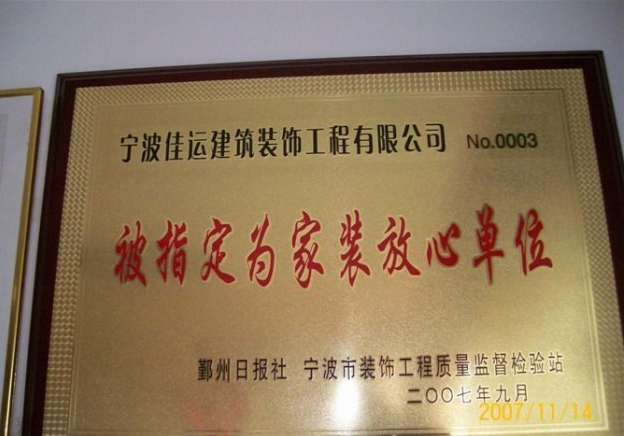 宁波佳运建筑装饰工程有限公司 No.0003
被指定为家装放心单位
鄞州日报社 宁波市装饰工程质量监督检验站
二〇〇七年九月
2007/11/14